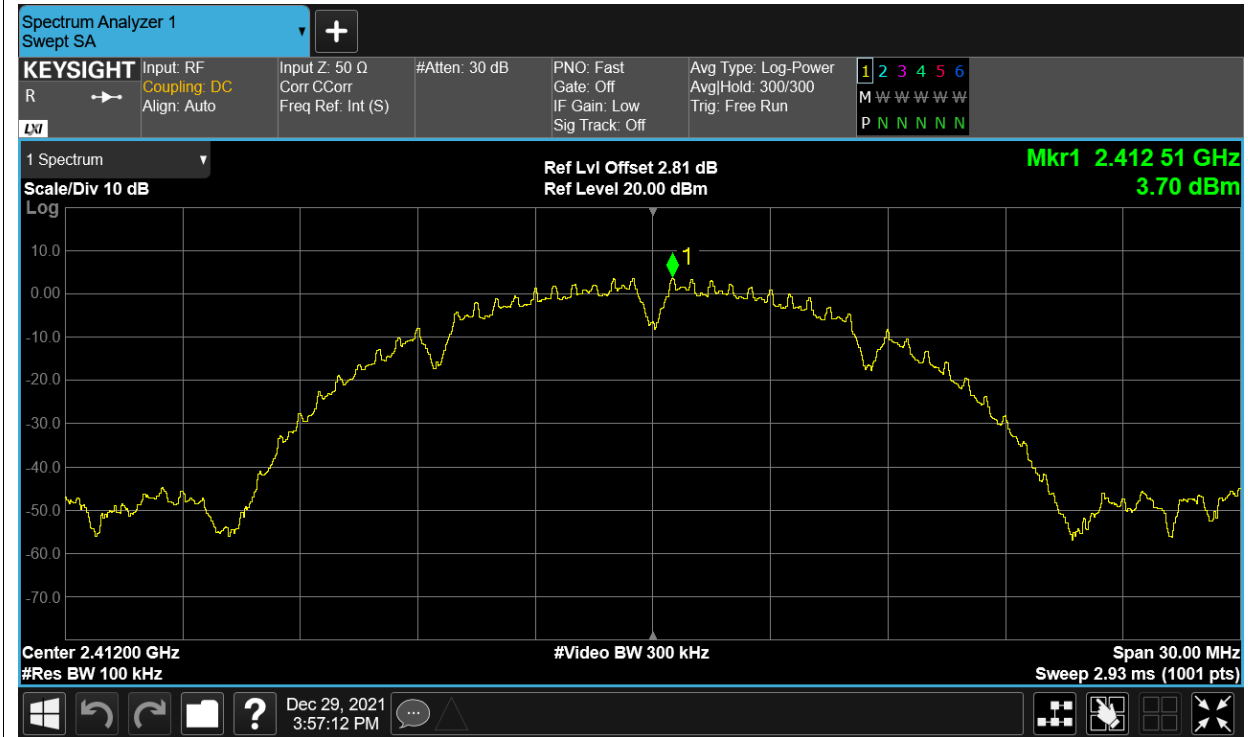 Spectrum Analyzer 1
Swept SA
KEYSIGHT
R
LXI
Input: RF
Coupling: DC
Align: Auto
Input Z: 50 Ω
Corr CCorr
Freq Ref: Int (S)
#Atten: 30 dB
PNO: Fast
Gate: Off
IF Gain: Low
Sig Track: Off
Avg Type: Log-Power
Avg|Hold: 300/300
Trig: Free Run
1 2 3 4 5 6
M W W W W W
P N N N N N
1 Spectrum
Scale/Div 10 dB
Log
Ref Lvl Offset 2.81 dB
Ref Level 20.00 dBm
Mkr1 2.412 51 GHz
3.70 dBm
1
10.0
0.00
-10.0
-20.0
-30.0
-40.0
-50.0
-60.0
-70.0
Center 2.41200 GHz
#Res BW 100 kHz
#Video BW 300 kHz
Span 30.00 MHz
Sweep 2.93 ms (1001 pts)
?
Dec 29, 2021
3:57:12 PM